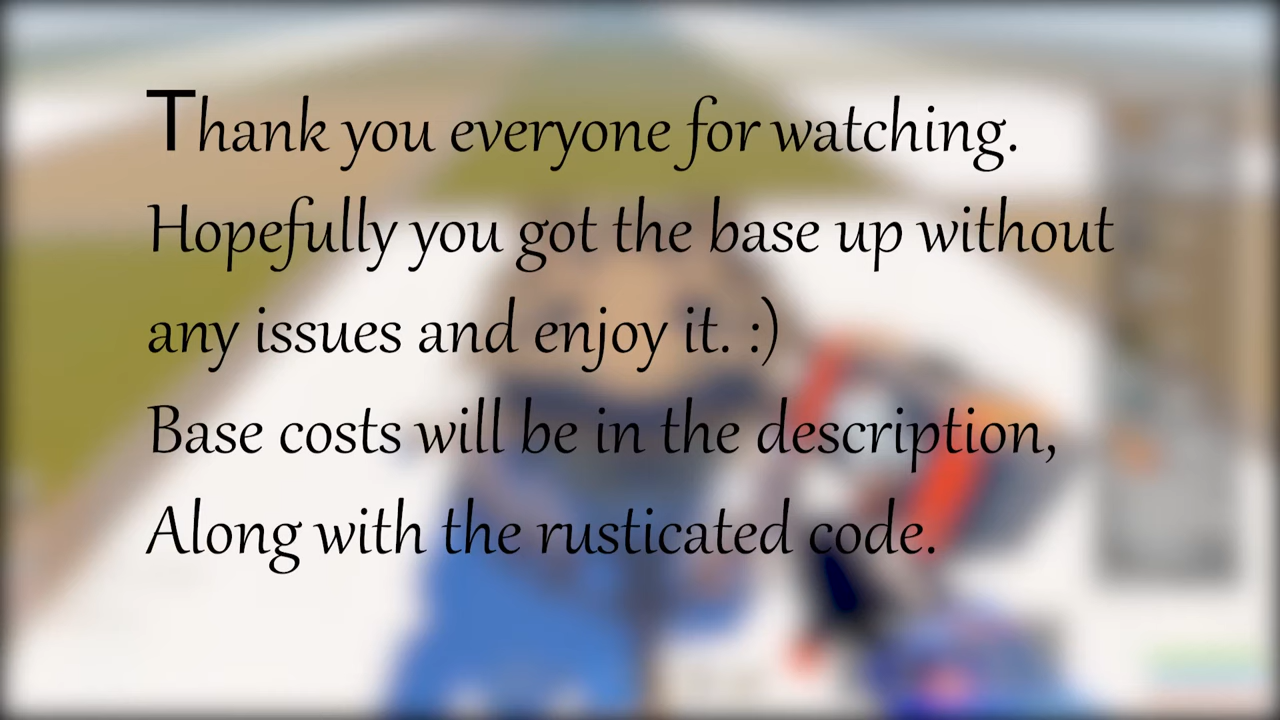 Thank you everyone for watching.
Hopefully you got the base up without
any issues and enjoy it. :)
Base costs will be in the description,
Along with the rusticated code.